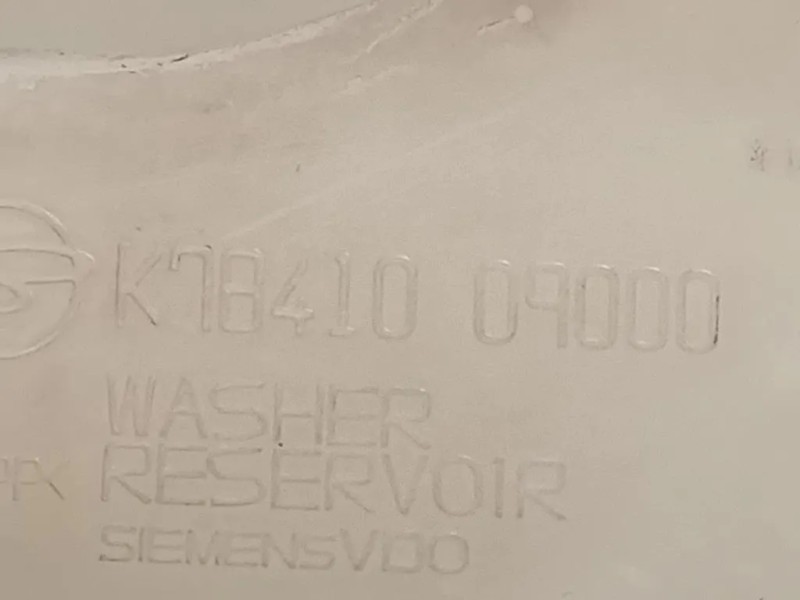 K78410 09000
WASHER
RESERVOIR
SIEMENSVDO